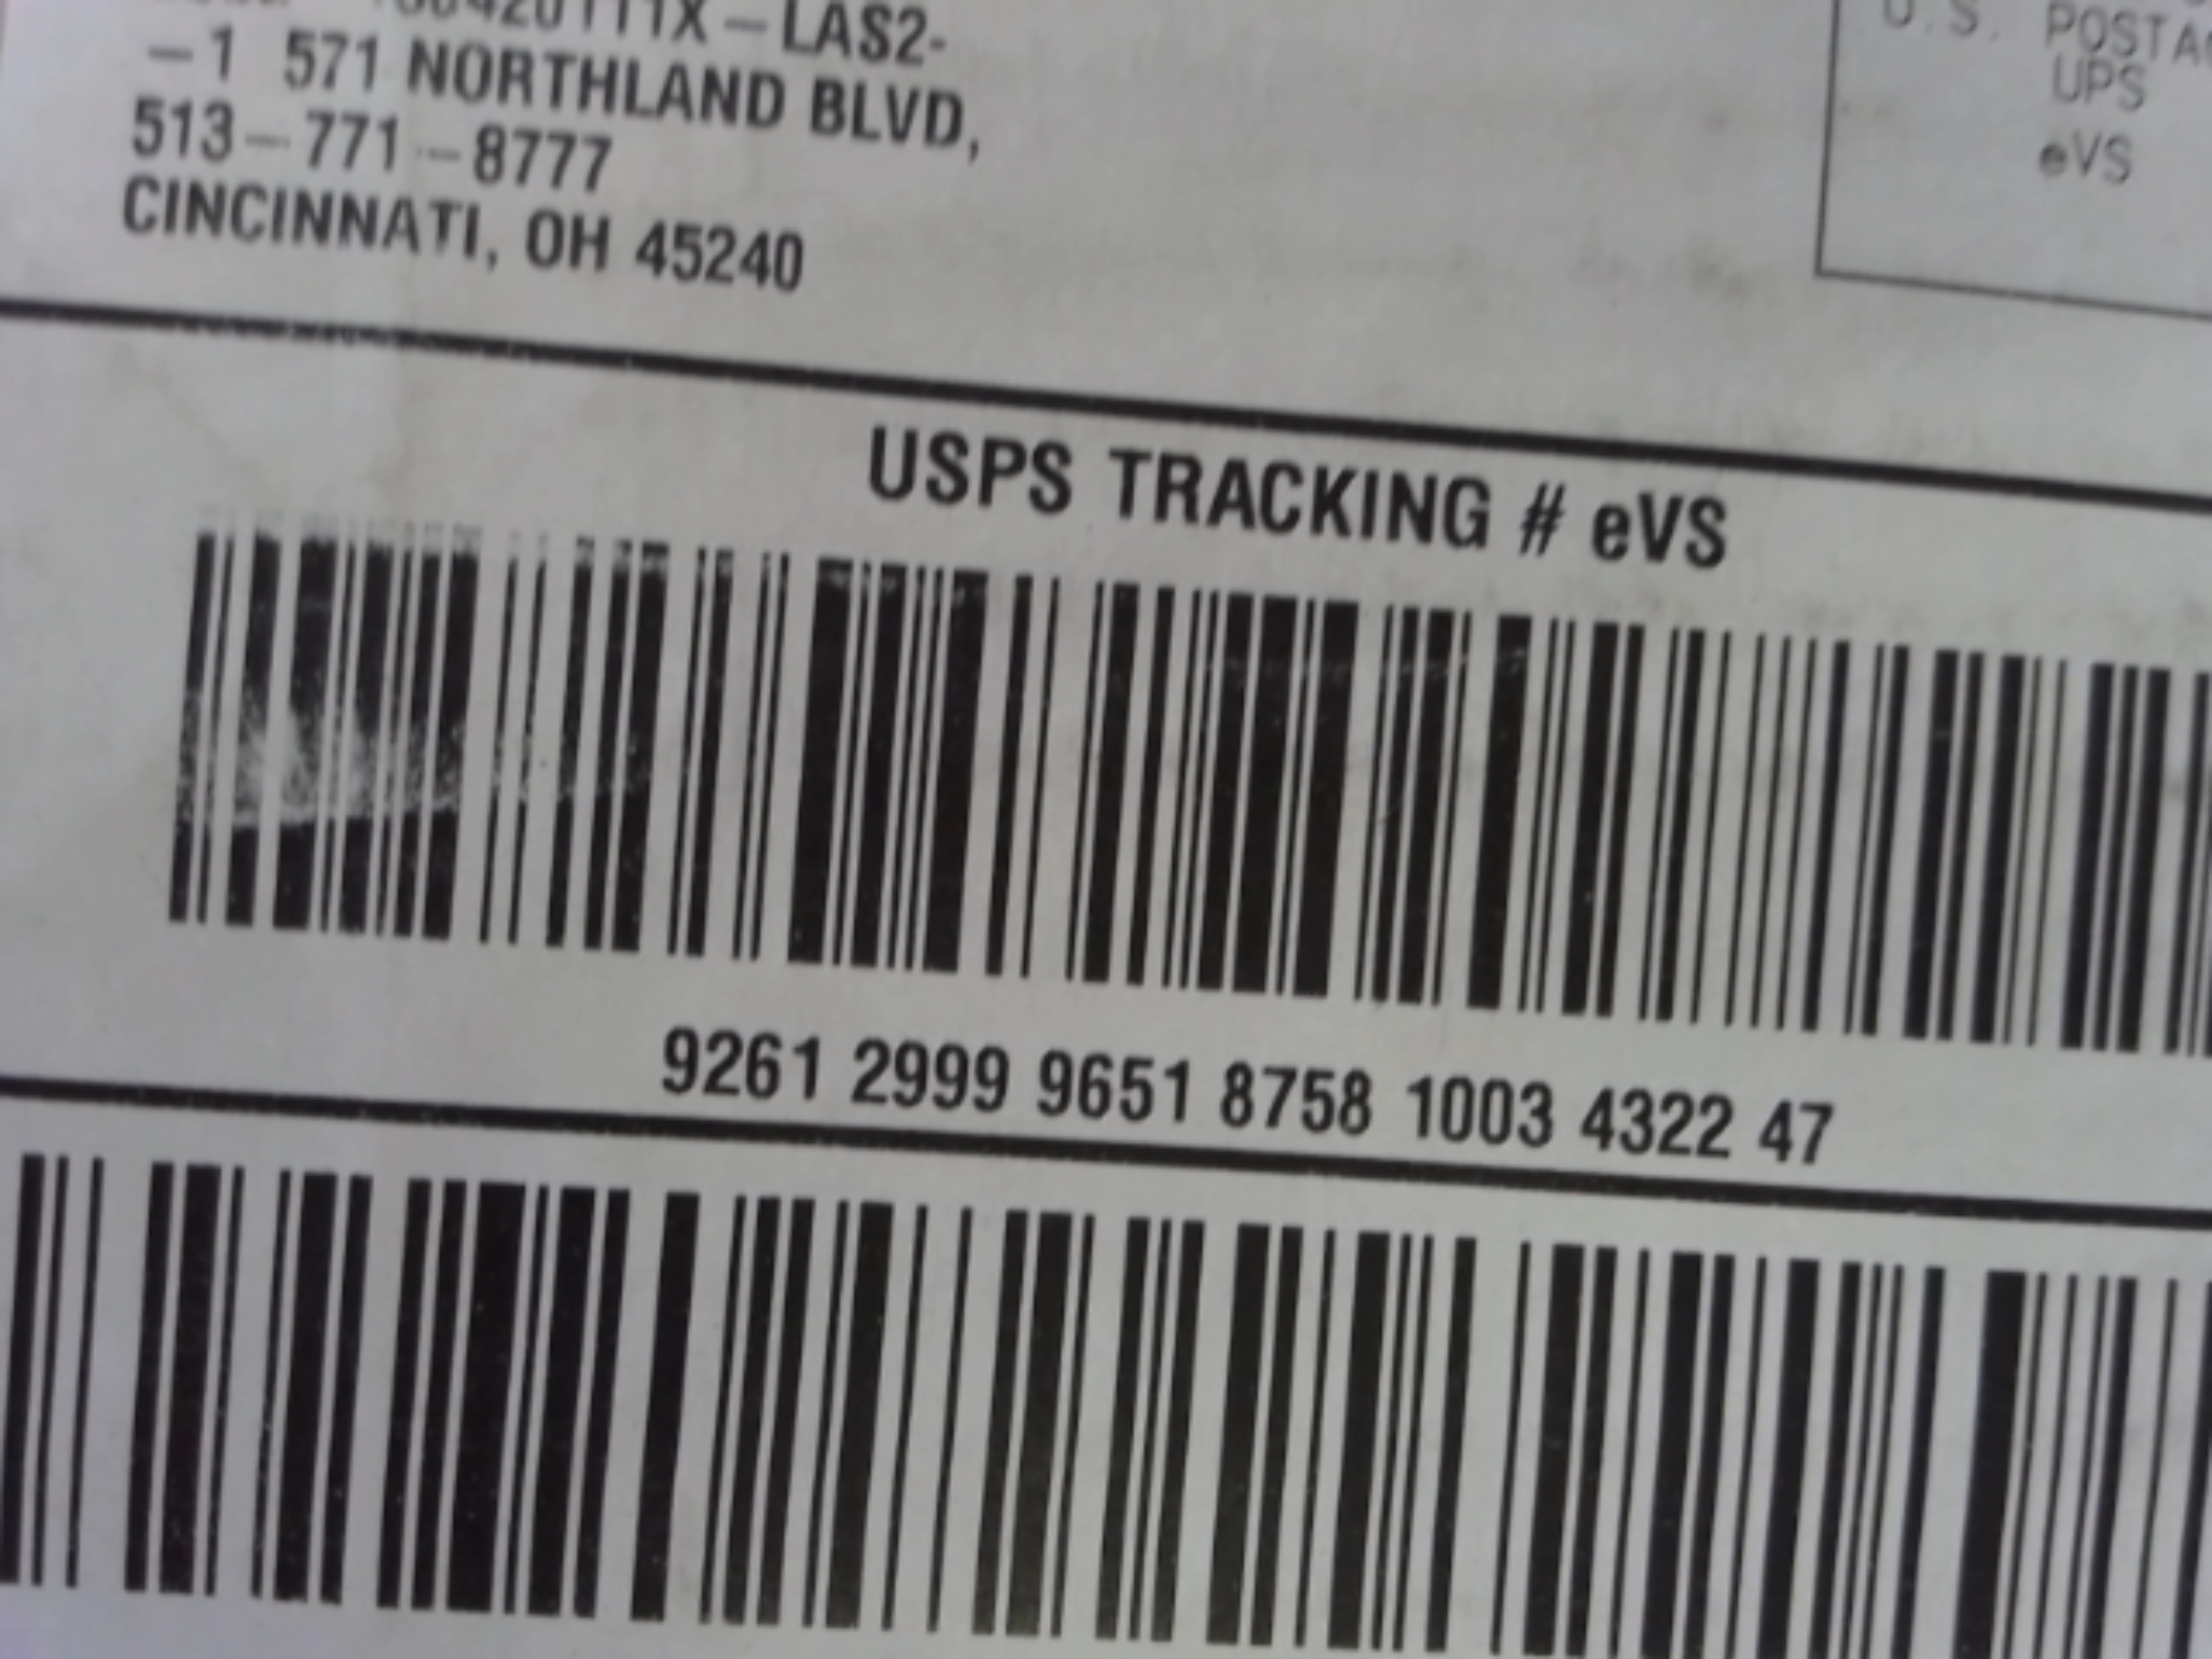 LAS2-
-1 571 NORTHLAND BLVD,
513-771-8777
CINCINNATI, OH 45240
U.S.
UPS
eVS
USPS TRACKING # eVS
9261 2999 9651 8758 1003 4322 47